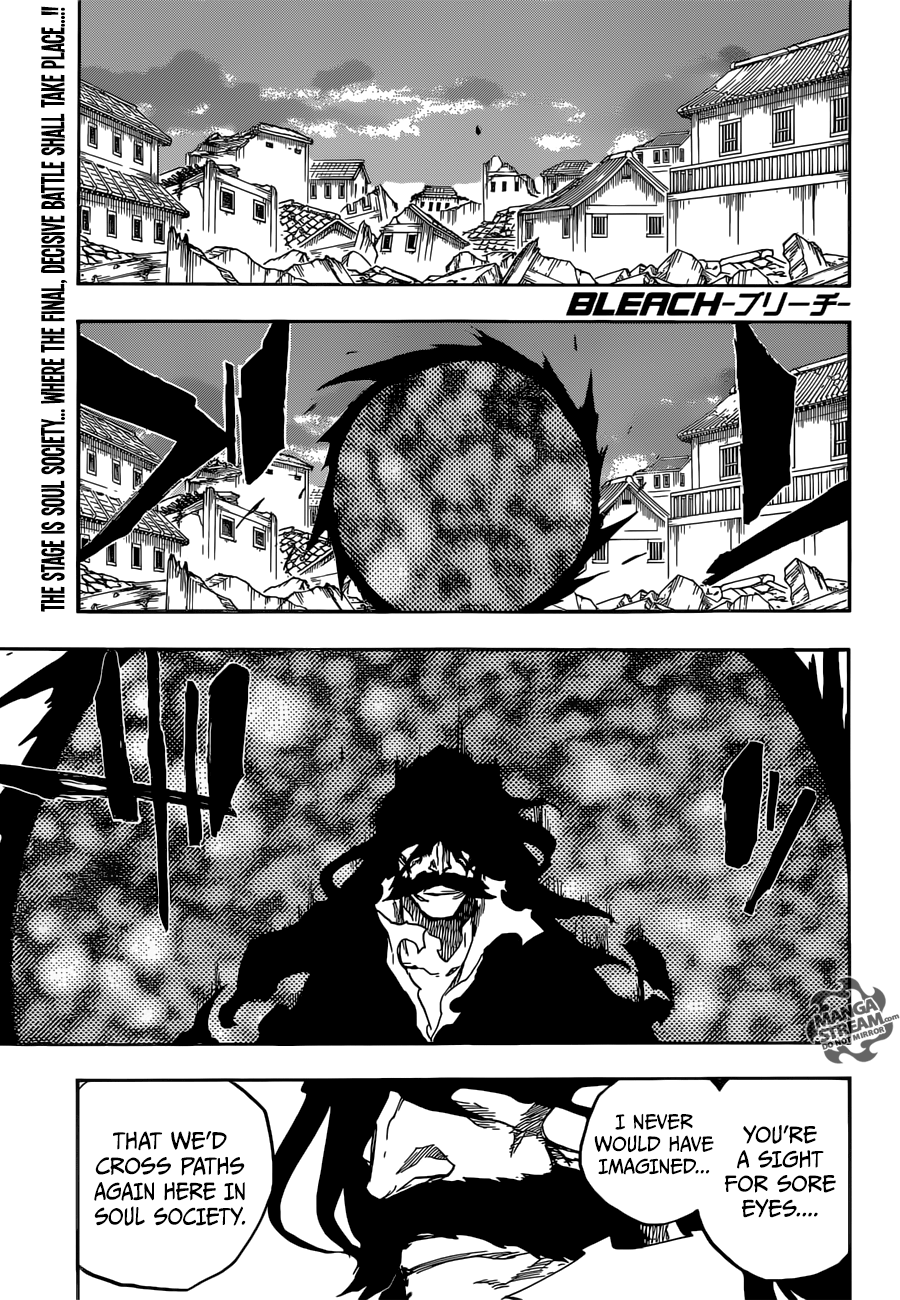 THE STAGE IS SOUL SOCIETY... WHERE THE FINAL, DECISIVE BATTLE SHALL TAKE PLACE...!!
BLEACH-ブリーチ-
MANGA
STREAM.com
DO NOT MIRROR
YOU'RE
A SIGHT
FOR SORE
EYES....
I NEVER
WOULD HAVE
IMAGINED...
THAT WE'D
CROSS PATHS
AGAIN HERE IN
SOUL SOCIETY.